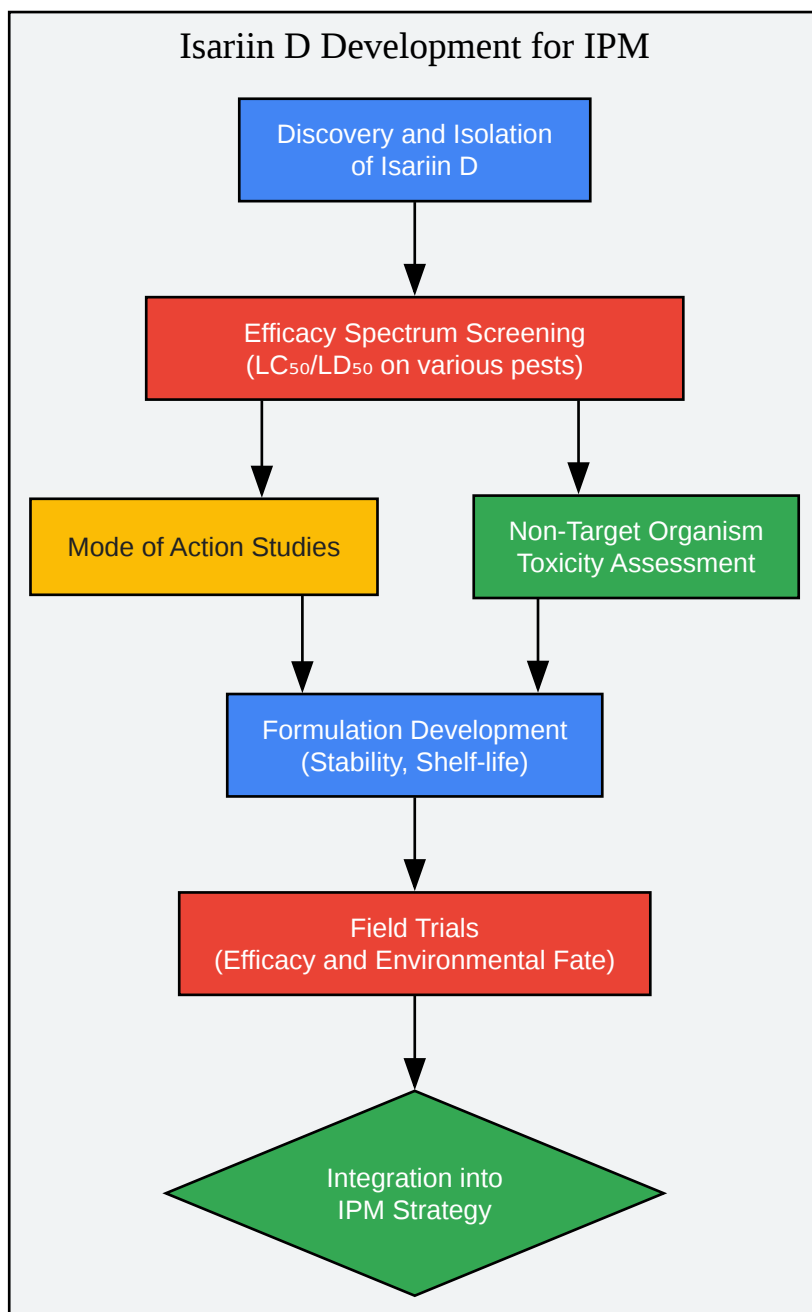 Isariin D Development for IPM
Discovery and Isolation
of Isariin D
Efficacy Spectrum Screening
(LC₅₀/LD₅₀ on various pests)
Mode of Action Studies
Non-Target Organism
Toxicity Assessment
Formulation Development
(Stability, Shelf-life)
Field Trials
(Efficacy and Environmental Fate)
Integration into
IPM Strategy